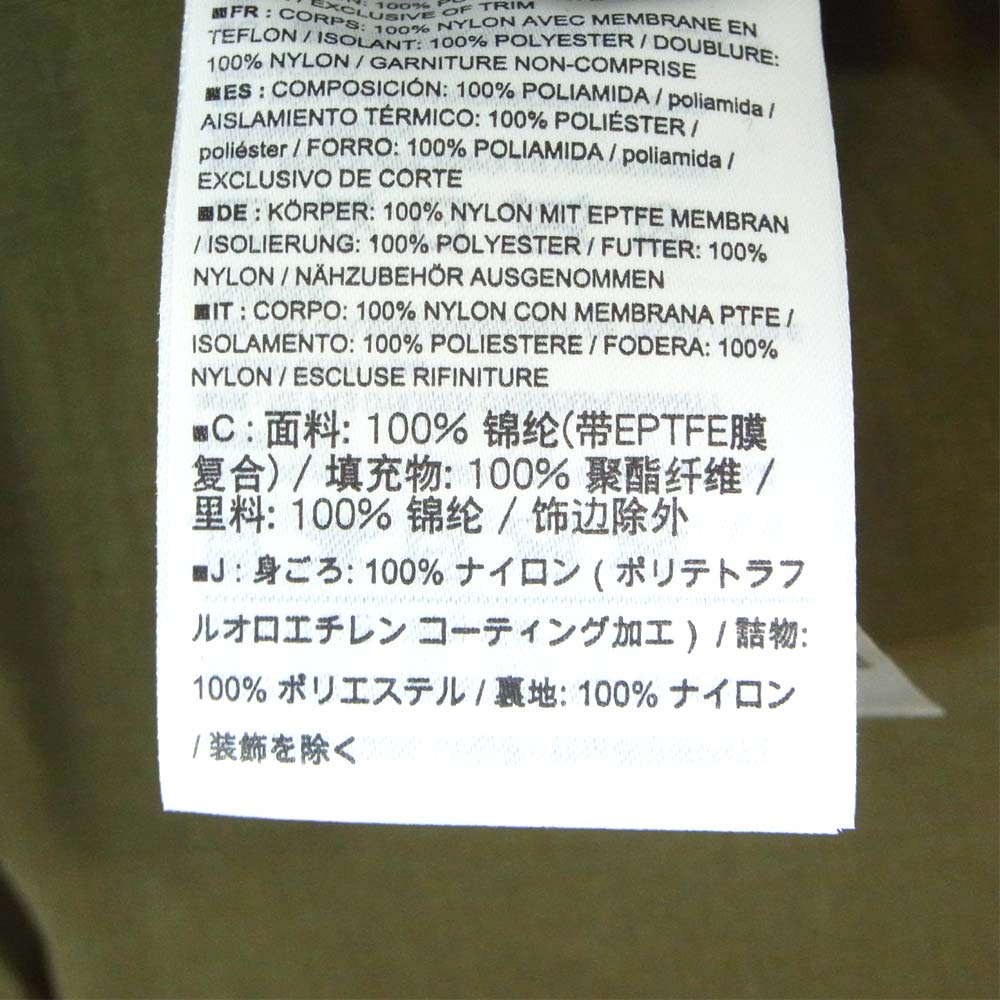 100% PO
EXCLUSIVE OF TRIM
FR : CORPS: 100% NYLON AVEC MEMBRANE EN
TEFLON / ISOLANT: 100% POLYESTER / DOUBLURE:
100% NYLON / GARNITURE NON-COMPRISE
ES : COMPOSICIÓN: 100% POLIAMIDA / poliamida /
AISLAMIENTO TÉRMICO: 100% POLIÉSTER /
poliéster / FORRO: 100% POLIAMIDA / poliamida /
EXCLUSIVO DE CORTE
DE : KÖRPER: 100% NYLON MIT EPTFE MEMBRAN
/ ISOLIERUNG: 100% POLYESTER / FUTTER: 100%
NYLON / NÄHZUBEHÖR AUSGENOMMEN
IT : CORPO: 100% NYLON CON MEMBRANA PTFE /
ISOLAMENTO: 100% POLIESTERE / FODERA: 100%
NYLON / ESCLUSE RIFINITURE
C : 面料: 100% 锦纶(带EPTFE膜
复合) / 填充物: 100% 聚酯纤维 /
里料: 100% 锦纶 / 饰边除外
J : 身ごろ: 100% ナイロン ( ポリテトラフ
ルオロエチレン コーティング加工 ) / 詰物:
100% ポリエステル / 裏地: 100% ナイロン
/ 装飾を除く